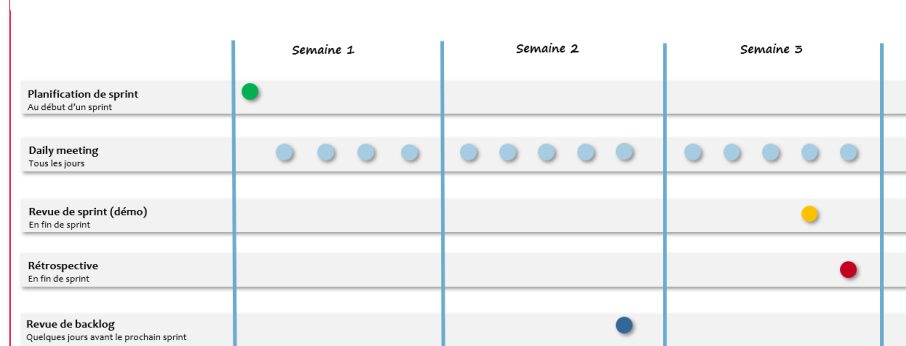 Semaine 1
Semaine 2
Semaine 3
Planification de sprint
Au début d'un sprint
Daily meeting
Tous les jours
Revue de sprint (démo)
En fin de sprint
Rétrospective
En fin de sprint
Revue de backlog
Quelques jours avant le prochain sprint